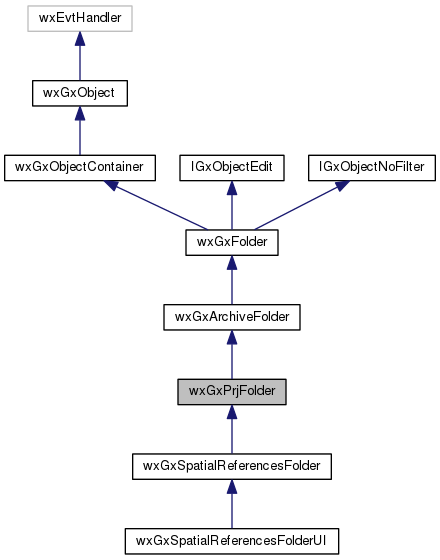 wxEvtHandler
wxGxObject
wxGxObjectContainer
IGxObjectEdit
IGxObjectNoFilter
wxGxFolder
wxGxArchiveFolder
wxGxPrjFolder
wxGxSpatialReferencesFolder
wxGxSpatialReferencesFolderUI